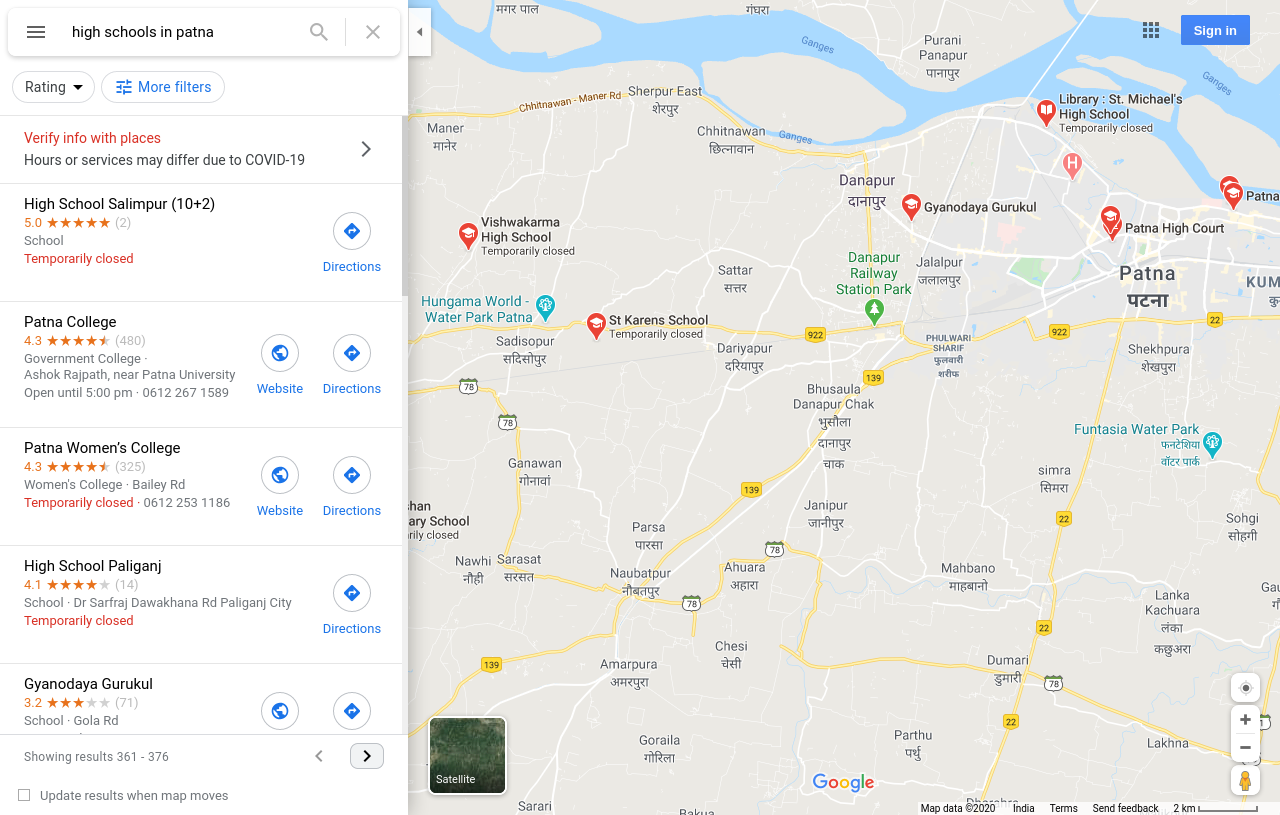 high schools in patna
Rating
More filters
Verify info with places
Hours or services may differ due to COVID-19
High School Salimpur (10+2)
5.0 ★★★★★ (2)
School
Temporarily closed
Directions
Patna College
4.3 (480)
Government College ·
Ashok Rajpath, near Patna University
Open until 5:00 pm · 0612 267 1589
Website
Directions
Patna Women's College
4.3 (325)
Women's College · Bailey Rd
Temporarily closed · 0612 253 1186
Website
Directions
High School Paliganj
4.1 (14)
School · Dr Sarfraj Dawakhana Rd Paliganj City
Temporarily closed
Directions
Gyanodaya Gurukul
3.2 (71)
School · Gola Rd
Showing results 361 - 376
Update results when map moves
मगर पाल
गंघारा
Sign in
Ganges
Purani
Panapur
पानापुर
Ganges
Chhitnawan - Maner Rd
Sherpur East
शेरपुर
Maner
मानेर
Chhitnawan
छित्नावान
Ganges
Library : St. Michael's
High School
Temporarily closed
H
Danapur
दानापुर
Gyanodaya Gurukul
Patna
Vishwakarma
High School
Temporarily closed
Patna High Court
Danapur
Railway
Station Park
Jalalpur
जलालपुर
Patna
पटना
KUM
Sattar
सत्तर
Hungama World -
Water Park Patna
St Karens School
Temporarily closed
Sadisopur
सदिसोपुर
922
922
22
Dariyapur
दरियापुर
PHULWARI
SHARIF
फुलवारी
शरीफ
Shekhpura
शेखपुरा
139
78
Bhusaula
Danapur Chak
भुसौला
दानापुर
चाक
78
Funtasia Water Park
फनटेशिया
वॉटर पार्क
Ganawan
गोनावां
simra
सिमरा
139
shan
ary School
rily closed
Janipur
जानीपुर
22
Sohgi
सोहगी
Parsa
पारसा
78
Nawhi
नौही
Sarasat
सरसत
Naubatpur
नौबतपुर
Ahuara
अहारा
Mahbano
माहबानो
78
Lanka
Kachuara
लंका
कछुअरा
22
Chesi
चेसी
139
Amarpura
अमरपुरा
Dumari
डुमारी
78
22
Satellite
Goraila
गोरिला
Parthu
पर्थु
Lakhna
Google
Sarari
Map data ©2020 India Terms Send feedback 2 km